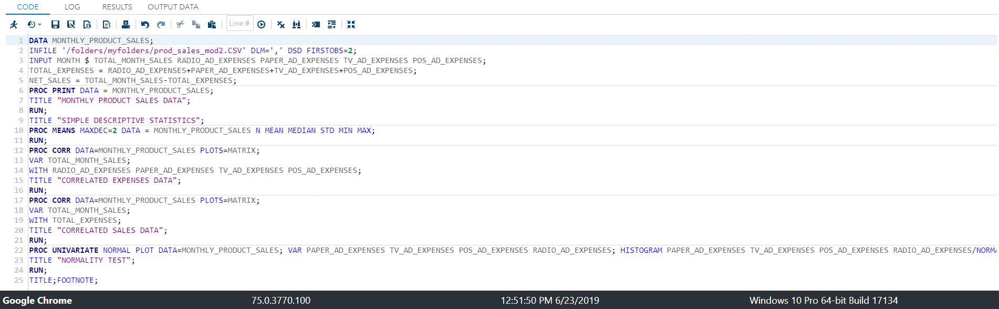 CODE LOG RESULTS OUTPUT DATA
Line #
1 DATA MONTHLY_PRODUCT_SALES;
2 INFILE '/folders/myfolders/prod_sales_mod2.CSV' DLM=',' DSD FIRSTOBS=2;
3 INPUT MONTH $ TOTAL_MONTH_SALES RADIO_AD_EXPENSES PAPER_AD_EXPENSES TV_AD_EXPENSES POS_AD_EXPENSES;
4 TOTAL_EXPENSES = RADIO_AD_EXPENSES+PAPER_AD_EXPENSES+TV_AD_EXPENSES+POS_AD_EXPENSES;
5 NET_SALES = TOTAL_MONTH_SALES-TOTAL_EXPENSES;
6 PROC PRINT DATA = MONTHLY_PRODUCT_SALES;
7 TITLE "MONTHLY PRODUCT SALES DATA";
8 RUN;
9 TITLE "SIMPLE DESCRIPTIVE STATISTICS";
10 PROC MEANS MAXDEC=2 DATA = MONTHLY_PRODUCT_SALES N MEAN MEDIAN STD MIN MAX;
11 RUN;
12 PROC CORR DATA=MONTHLY_PRODUCT_SALES PLOTS=MATRIX;
13 VAR TOTAL_MONTH_SALES;
14 WITH RADIO_AD_EXPENSES PAPER_AD_EXPENSES TV_AD_EXPENSES POS_AD_EXPENSES;
15 TITLE "CORRELATED EXPENSES DATA";
16 RUN;
17 PROC CORR DATA=MONTHLY_PRODUCT_SALES PLOTS=MATRIX;
18 VAR TOTAL_MONTH_SALES;
19 WITH TOTAL_EXPENSES;
20 TITLE "CORRELATED SALES DATA";
21 RUN;
22 PROC UNIVARIATE NORMAL PLOT DATA=MONTHLY_PRODUCT_SALES; VAR PAPER_AD_EXPENSES TV_AD_EXPENSES POS_AD_EXPENSES RADIO_AD_EXPENSES; HISTOGRAM PAPER_AD_EXPENSES TV_AD_EXPENSES POS_AD_EXPENSES RADIO_AD_EXPENSES/NORMA
23 TITLE "NORMALITY TEST";
24 RUN;
25 TITLE;FOOTNOTE;
Google Chrome 75.0.3770.100 12:51:50 PM 6/23/2019 Windows 10 Pro 64-bit Build 17134